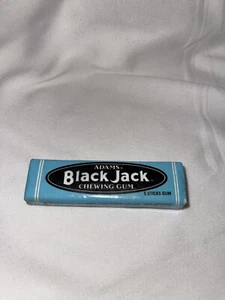 ADAMS
Black Jack
CHEWING GUM
5 STICKS GUM